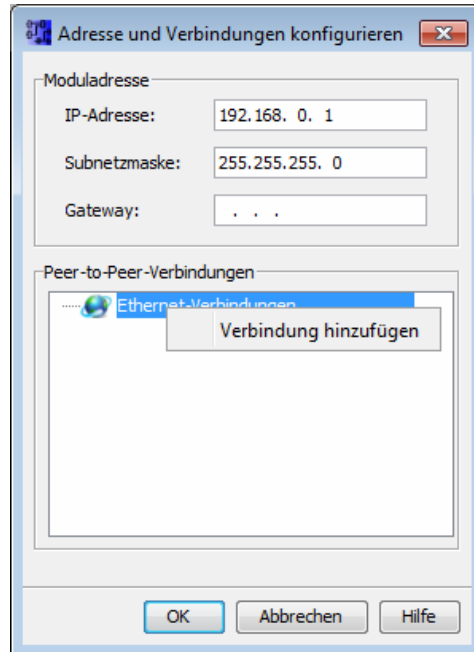 Adresse und Verbindungen konfigurieren
Moduladresse
IP-Adresse: 192.168. 0. 1
Subnetzmaske: 255.255.255. 0
Gateway: . . .
Peer-to-Peer-Verbindungen
Ethernet-Verbindungen
Verbindung hinzufügen
OK Abbrechen Hilfe